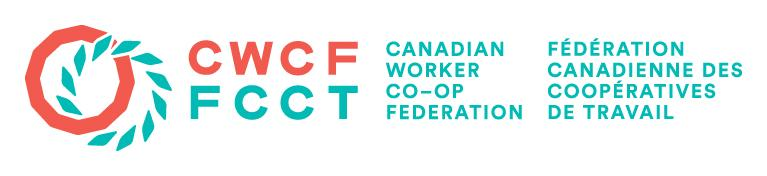 CWCF
FCCT
CANADIAN
WORKER
CO–OP
FEDERATION
FÉDÉRATION
CANADIENNE DES
COOPÉRATIVES
DE TRAVAIL